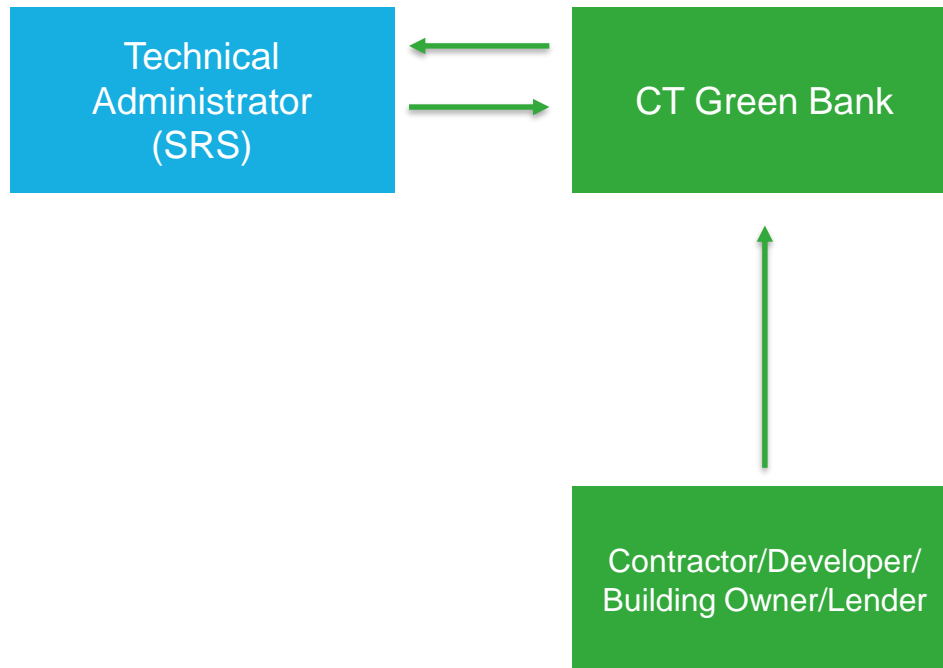 Technical
Administrator
(SRS)
CT Green Bank
Contractor/Developer/
Building Owner/Lender